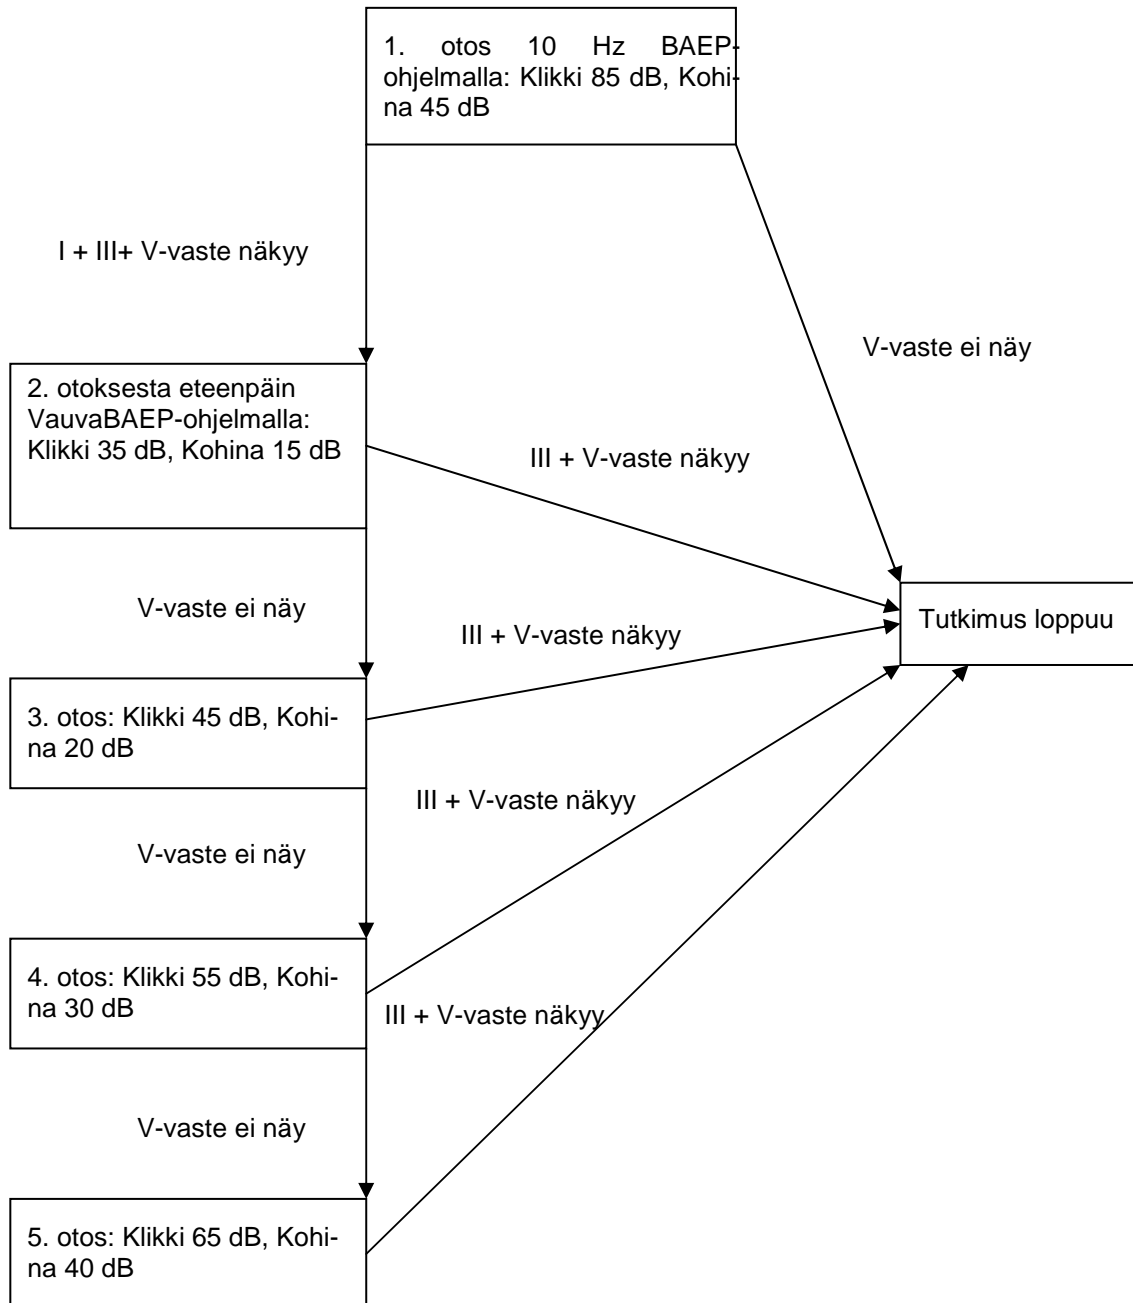 1. otos 10 Hz BAEP-
ohjelmalla: Klikki 85 dB, Kohi-
na 45 dB
I + III+ V-vaste näkyy
V-vaste ei näy
2. otoksesta eteenpäin
VauvaBAEP-ohjelmalla:
Klikki 35 dB, Kohina 15 dB
III + V-vaste näkyy
V-vaste ei näy
Tutkimus loppuu
III + V-vaste näkyy
3. otos: Klikki 45 dB, Kohi-
na 20 dB
III + V-vaste näkyy
V-vaste ei näy
4. otos: Klikki 55 dB, Kohi-
na 30 dB
III + V-vaste näkyy
V-vaste ei näy
5. otos: Klikki 65 dB, Kohi-
na 40 dB